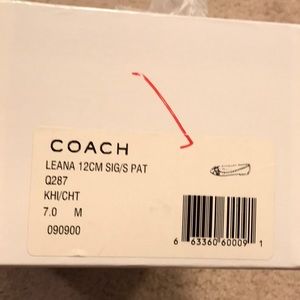 COACH
LEANA 12CM SIG/S PAT
Q287
KHI/CHT
7.0 M
090900
6 63360 60009 1